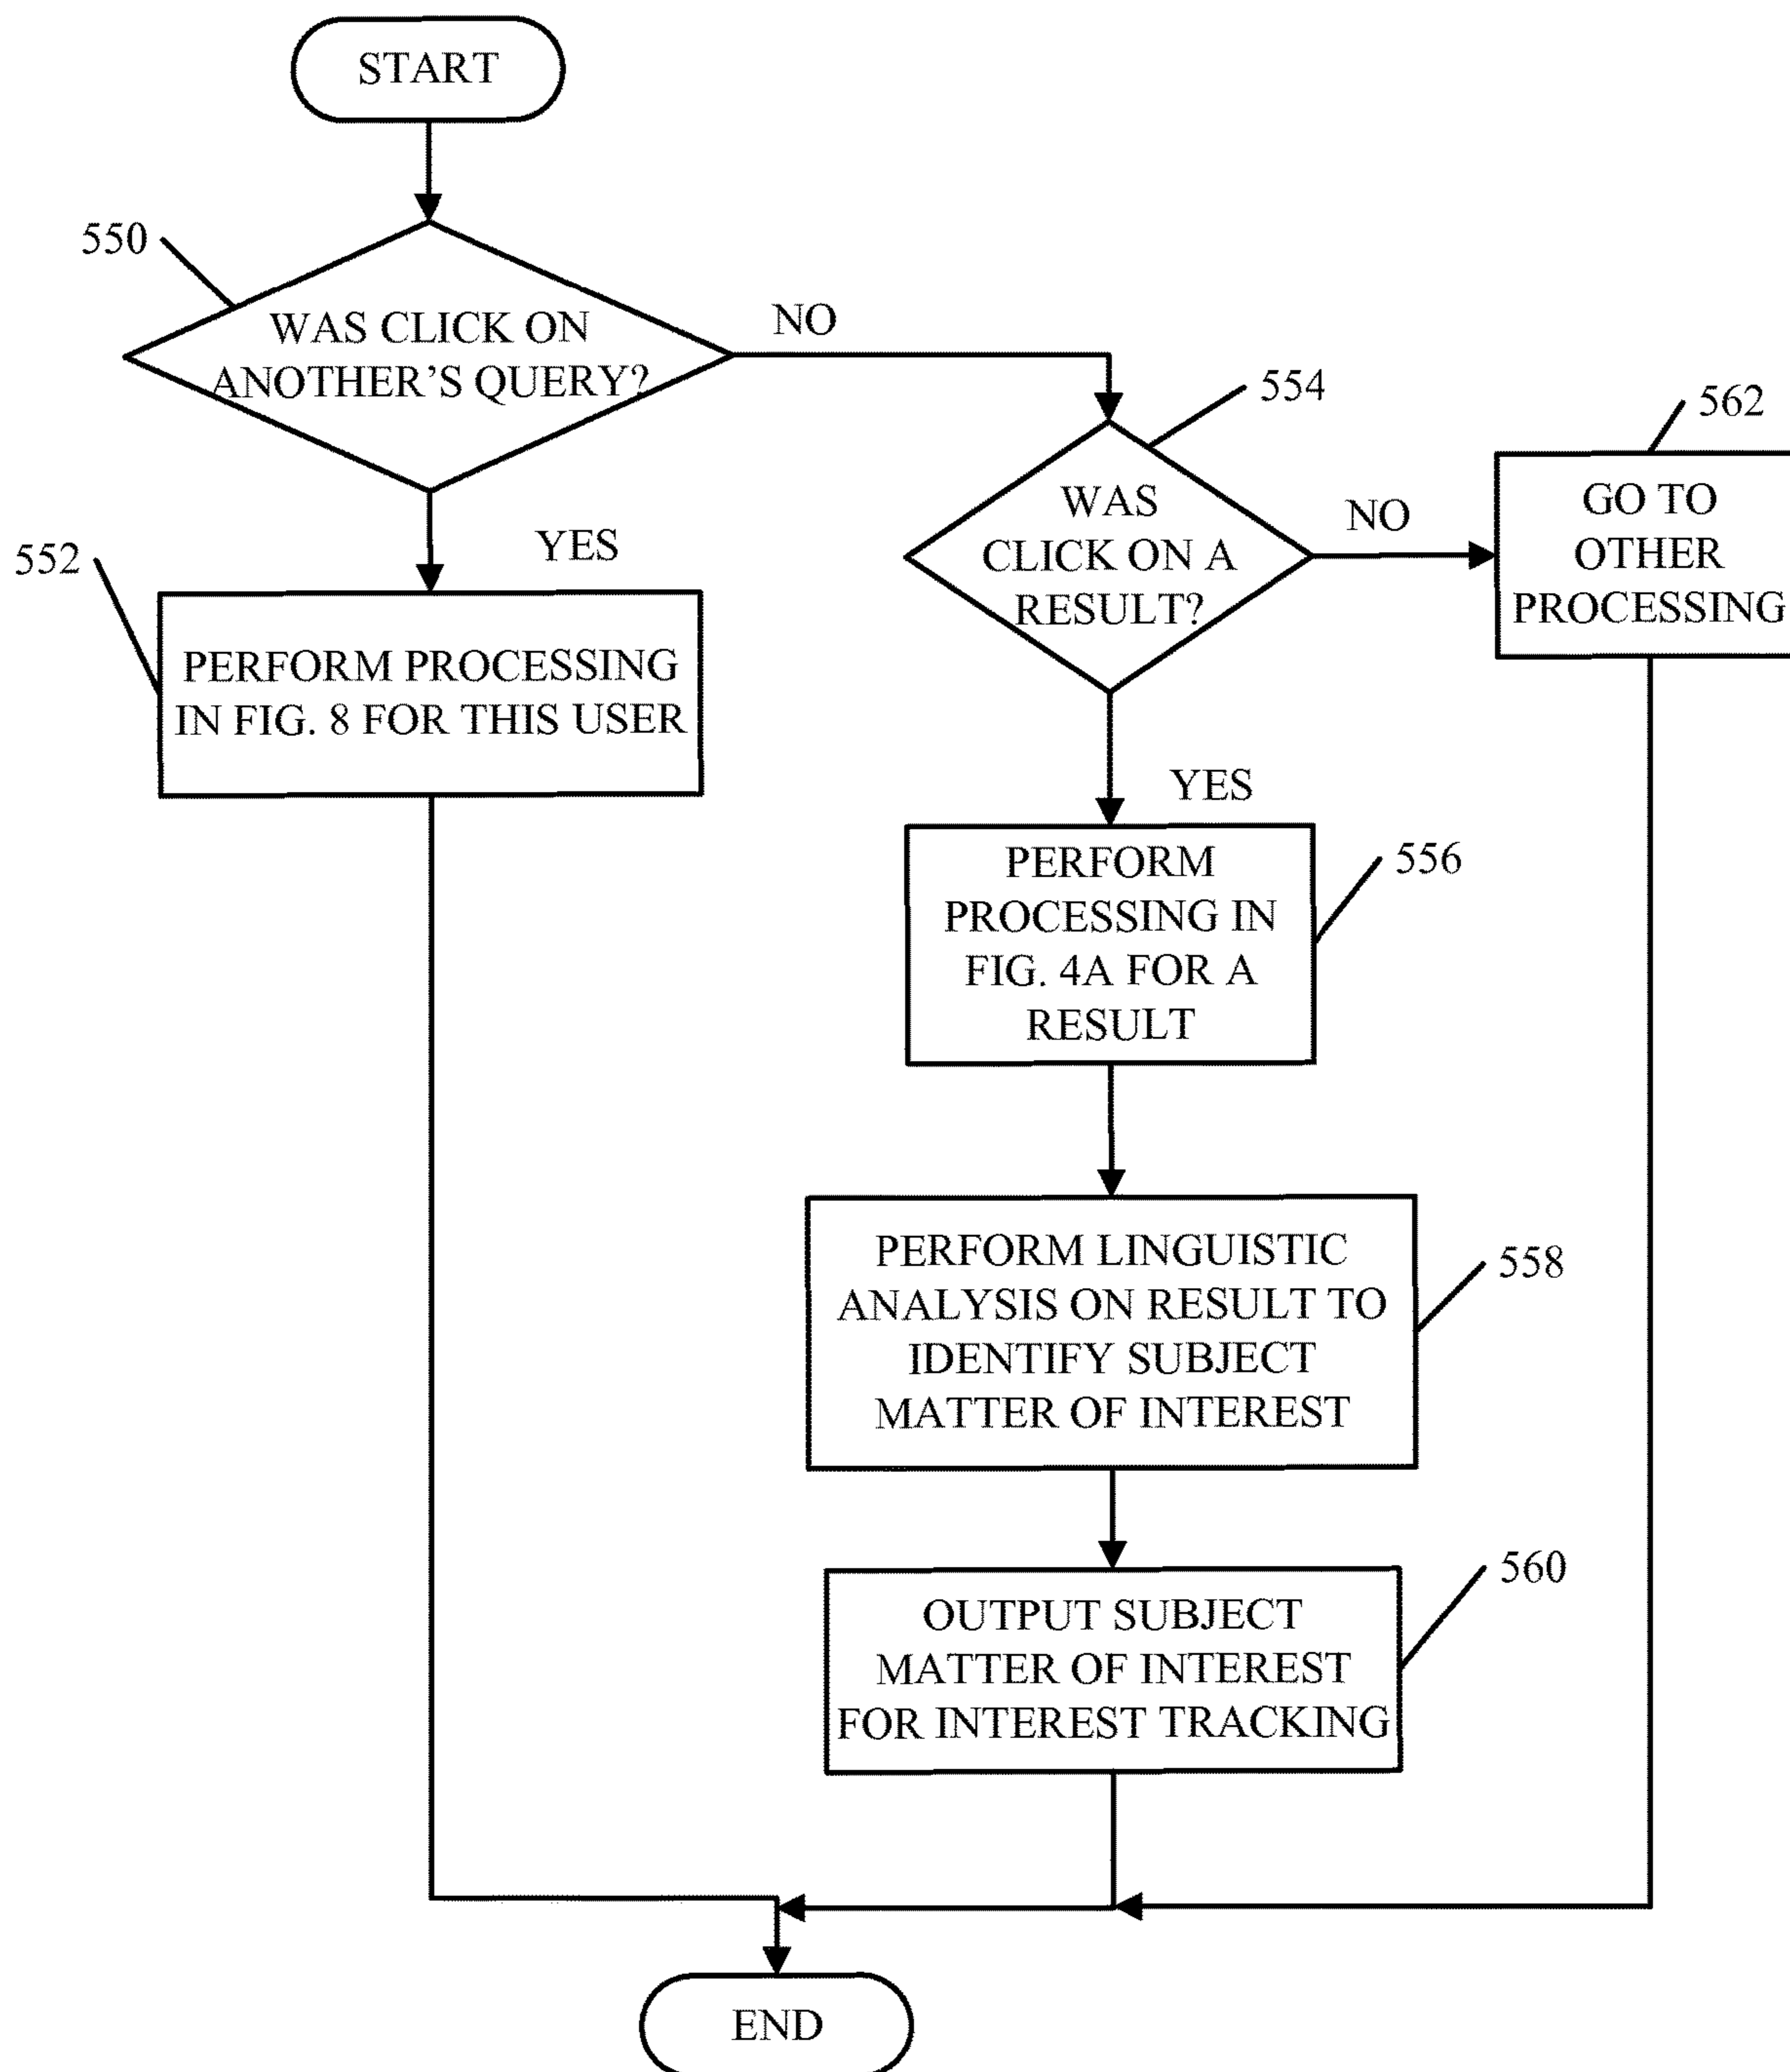 START
550
WAS CLICK ON
ANOTHER'S QUERY?
NO
YES
552
PERFORM PROCESSING
IN FIG. 8 FOR THIS USER
554
WAS
CLICK ON A
RESULT?
NO
562
GO TO
OTHER
PROCESSING
YES
556
PERFORM
PROCESSING IN
FIG. 4A FOR A
RESULT
558
PERFORM LINGUISTIC
ANALYSIS ON RESULT TO
IDENTIFY SUBJECT
MATTER OF INTEREST
560
OUTPUT SUBJECT
MATTER OF INTEREST
FOR INTEREST TRACKING
END